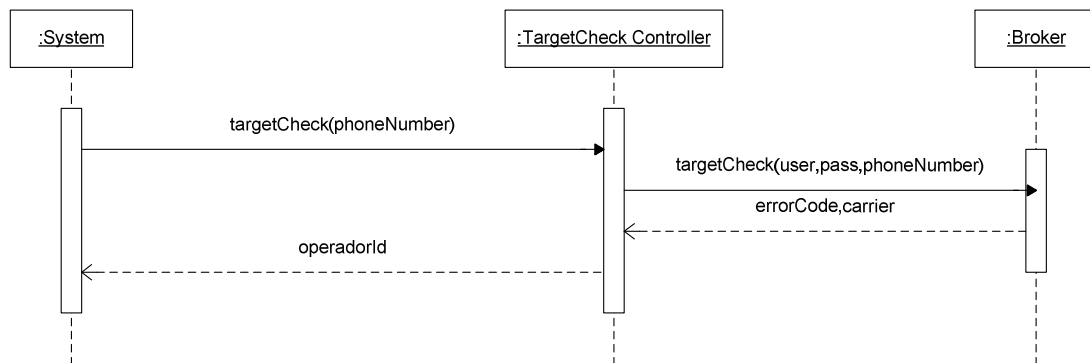 :System
:TargetCheck Controller
:Broker
targetCheck(phoneNumber)
targetCheck(user,pass,phoneNumber)
errorCode,carrier
operadorId